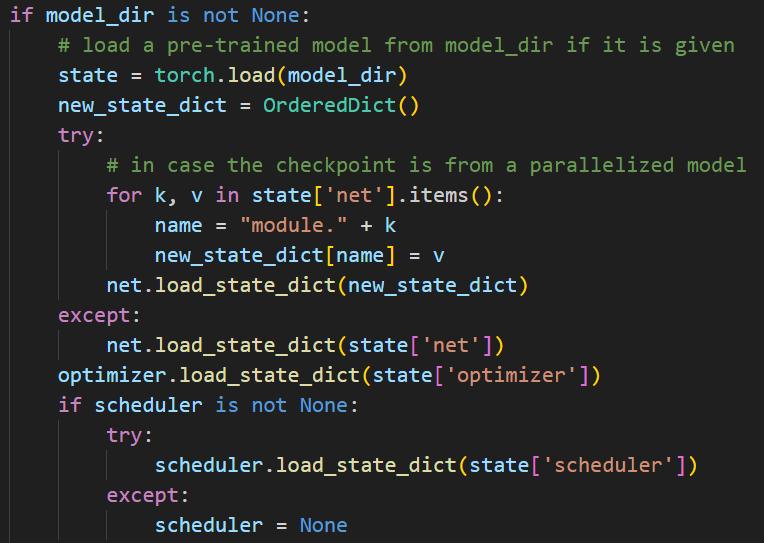 if model_dir is not None:
    # load a pre-trained model from model_dir if it is given
    state = torch.load(model_dir)
    new_state_dict = OrderedDict()
    try:
        # in case the checkpoint is from a parallelized model
        for k, v in state['net'].items():
            name = "module." + k
            new_state_dict[name] = v
        net.load_state_dict(new_state_dict)
    except:
        net.load_state_dict(state['net'])
    optimizer.load_state_dict(state['optimizer'])
    if scheduler is not None:
        try:
            scheduler.load_state_dict(state['scheduler'])
        except:
            scheduler = None